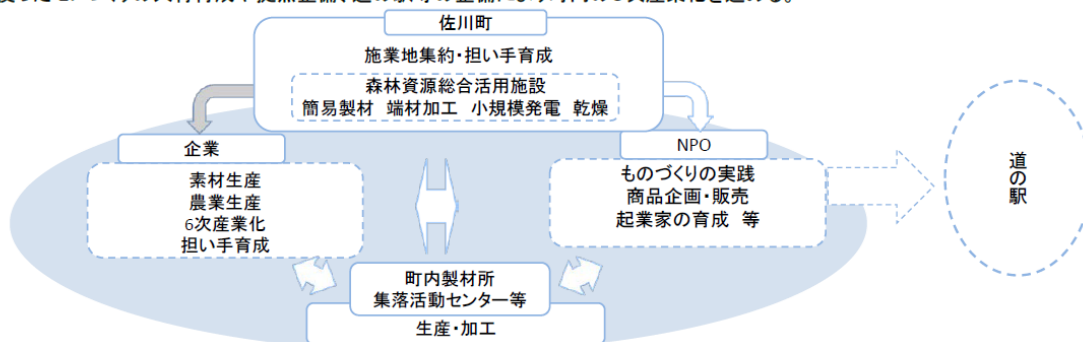 佐川町
施業地集約・担い手育成
森林資源総合活用施設
簡易製材 端材加工 小規模発電 乾燥
企業
素材生産
農業生産
6次産業化
担い手育成
NPO
ものづくりの実践
商品企画・販売
起業家の育成 等
道の駅
町内製材所
集落活動センター等
生産・加工